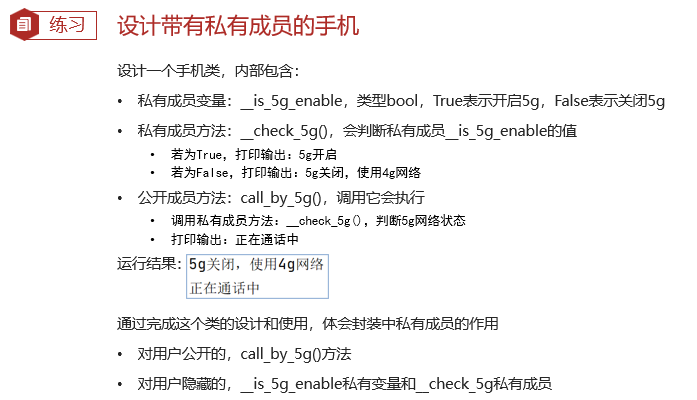 练习
设计带有私有成员的手机
设计一个手机类，内部包含：
• 私有成员变量：__is_5g_enable，类型bool，True表示开启5g，False表示关闭5g
• 私有成员方法：__check_5g()，会判断私有成员__is_5g_enable的值
• 若为True，打印输出：5g开启
• 若为False，打印输出：5g关闭，使用4g网络
• 公开成员方法：call_by_5g()，调用它会执行
• 调用私有成员方法：__check_5g()，判断5g网络状态
• 打印输出：正在通话中
运行结果：
5g关闭，使用4g网络
正在通话中
通过完成这个类的设计和使用，体会封装中私有成员的作用
• 对用户公开的，call_by_5g()方法
• 对用户隐藏的，__is_5g_enable私有变量和__check_5g私有成员